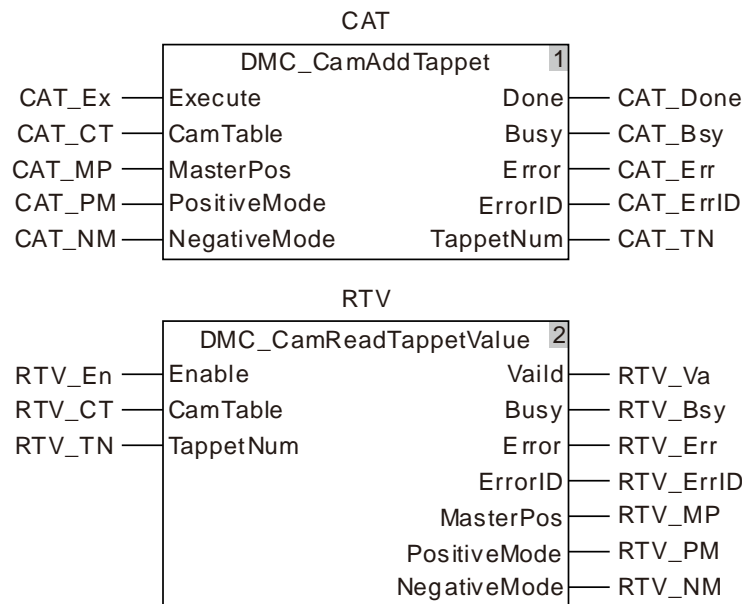 CAT
DMC_CamAddTappet 1
CAT_Ex Execute Done CAT_Done
CAT_CT CamTable Busy CAT_Bsy
CAT_MP MasterPos Error CAT_Err
CAT_PM PositiveMode ErrorID CAT_ErrID
CAT_NM NegativeMode TappetNum CAT_TN
RTV
DMC_CamReadTappetValue 2
RTV_En Enable Vaild RTV_Va
RTV_CT CamTable Busy RTV_Bsy
RTV_TN TappetNum Error RTV_Err
ErrorID RTV_ErrID
MasterPos RTV_MP
PositiveMode RTV_PM
NegativeMode RTV_NM